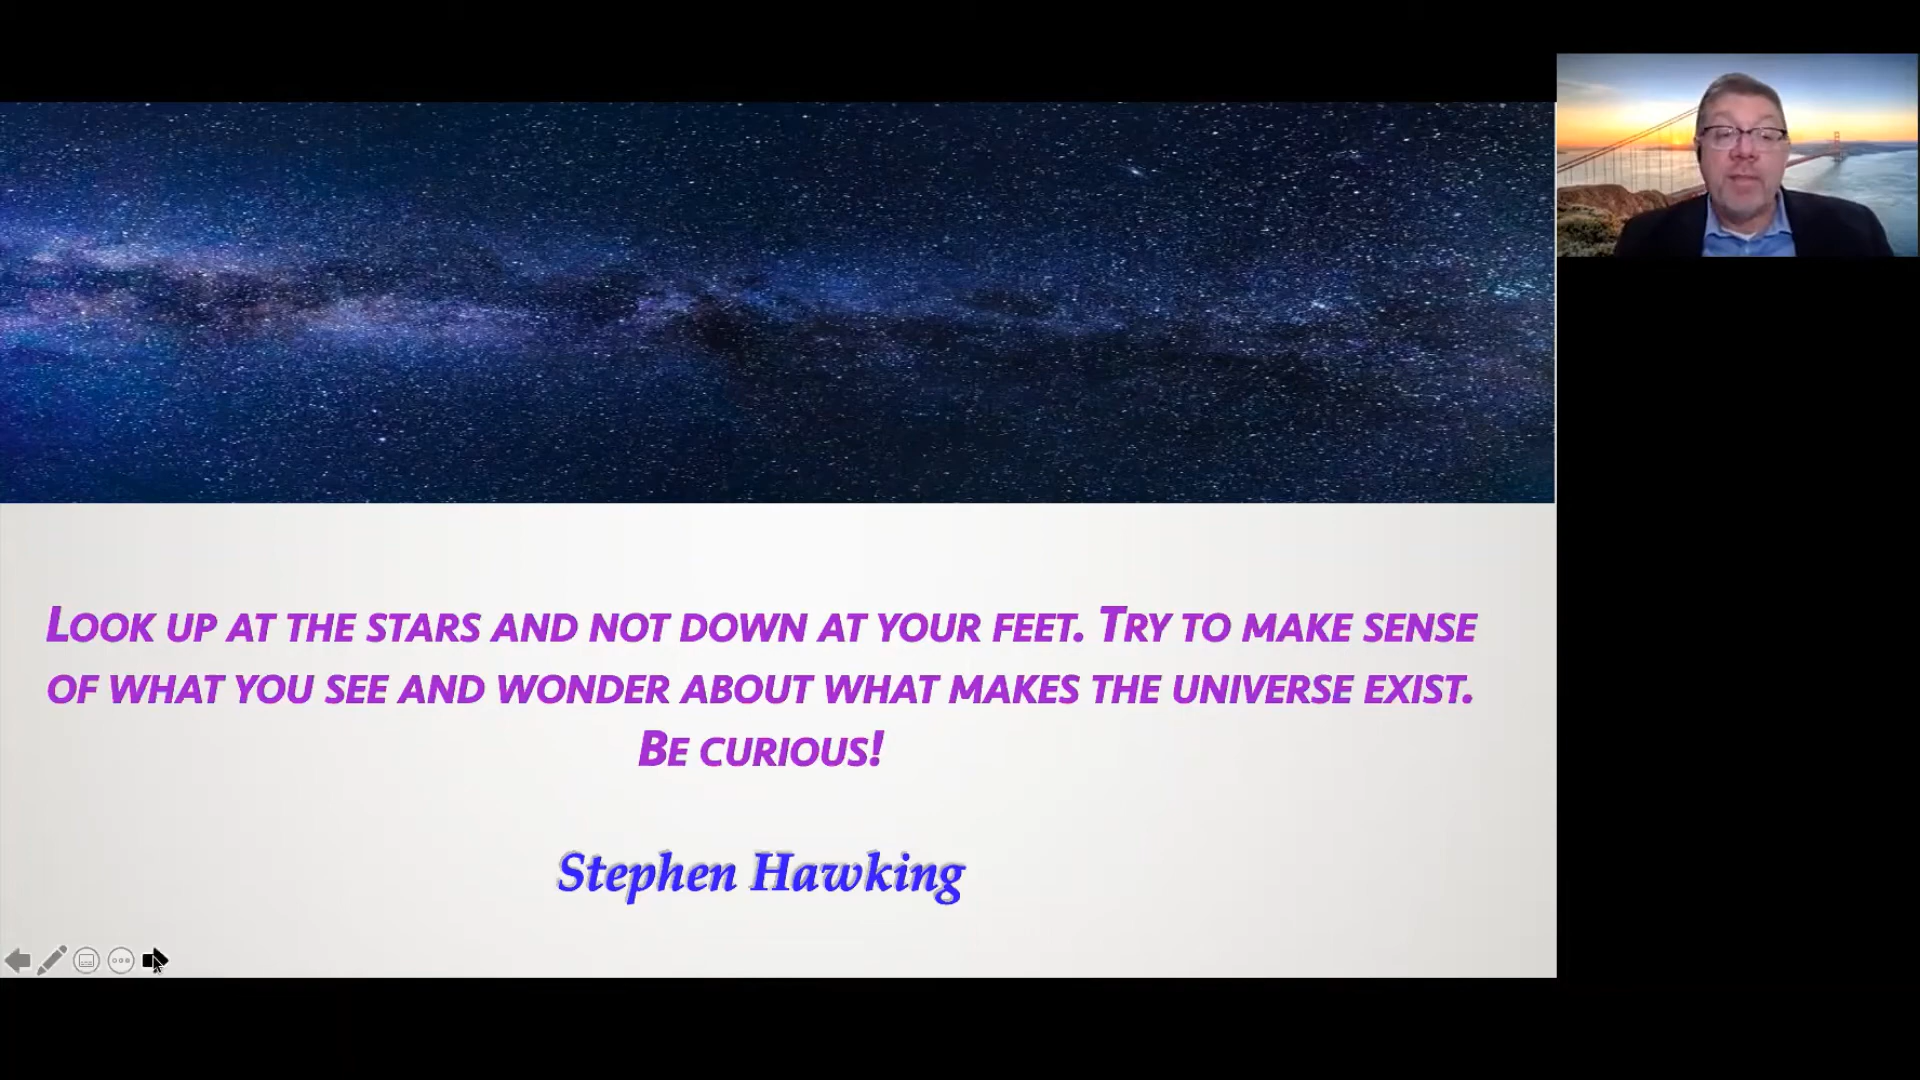 LOOK UP AT THE STARS AND NOT DOWN AT YOUR FEET. TRY TO MAKE SENSE
OF WHAT YOU SEE AND WONDER ABOUT WHAT MAKES THE UNIVERSE EXIST.
BE CURIOUS!
Stephen Hawking